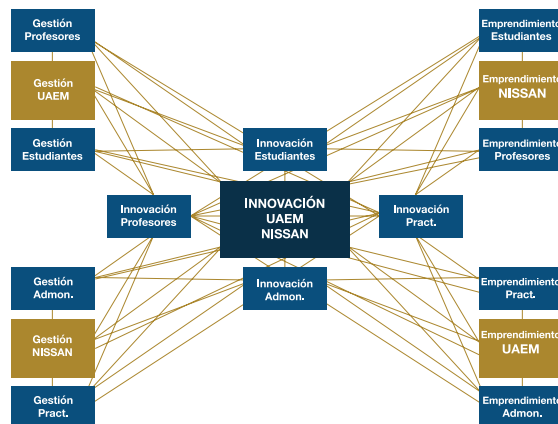 Gestión
Profesores
Emprendimiento
Estudiantes
Gestión
UAEM
Emprendimiento
NISSAN
Gestión
Estudiantes
Innovación
Estudiantes
Emprendimiento
Profesores
Innovación
Profesores
INNOVACIÓN
UAEM
NISSAN
Innovación
Pract.
Gestión
Admon.
Innovación
Admon.
Emprendimiento
Pract.
Gestión
NISSAN
Emprendimiento
UAEM
Gestión
Pract.
Emprendimiento
Admon.